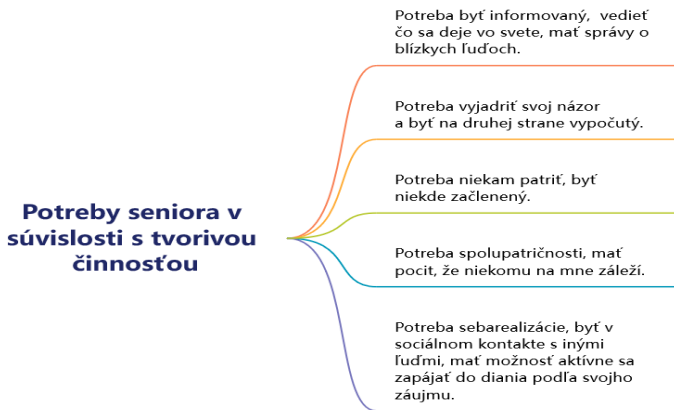 Potreba byť informovaný, vedieť
čo sa deje vo svete, mať správy o
blízkych ľuďoch.
Potreba vyjadriť svoj názor
a byť na druhej strane vypočutý.
Potreba niekam patriť, byť
niekde začlenený.
Potreby seniora v
súvislosti s tvorivou
činnosťou
Potreba spolupatričnosti, mať
pocit, že niekomu na mne záleží.
Potreba sebarealizácie, byť v
sociálnom kontakte s inými
ľuďmi, mať možnosť aktívne sa
zapájať do diania podľa svojho
záujmu.